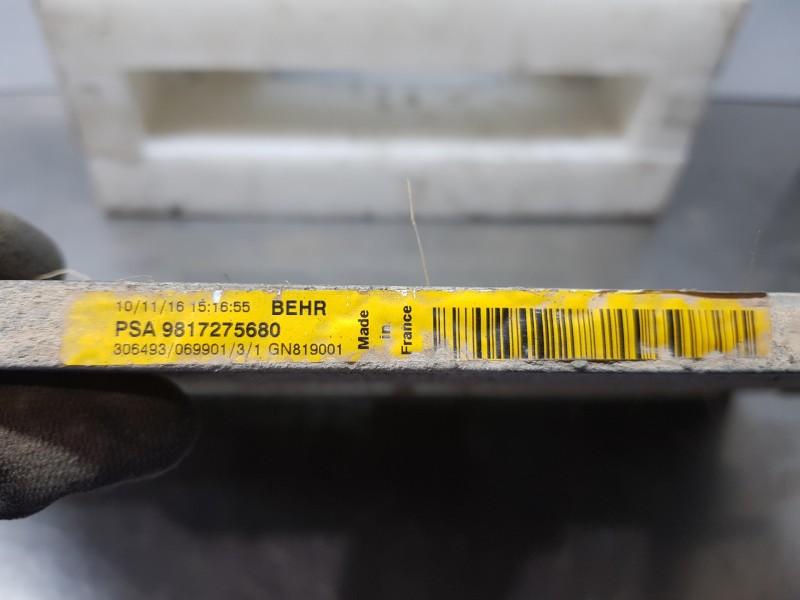 10/11/16 15:16:55 BEHR
PSA 9817275680
306493/069901/3/1 GN819001
Made
in
France